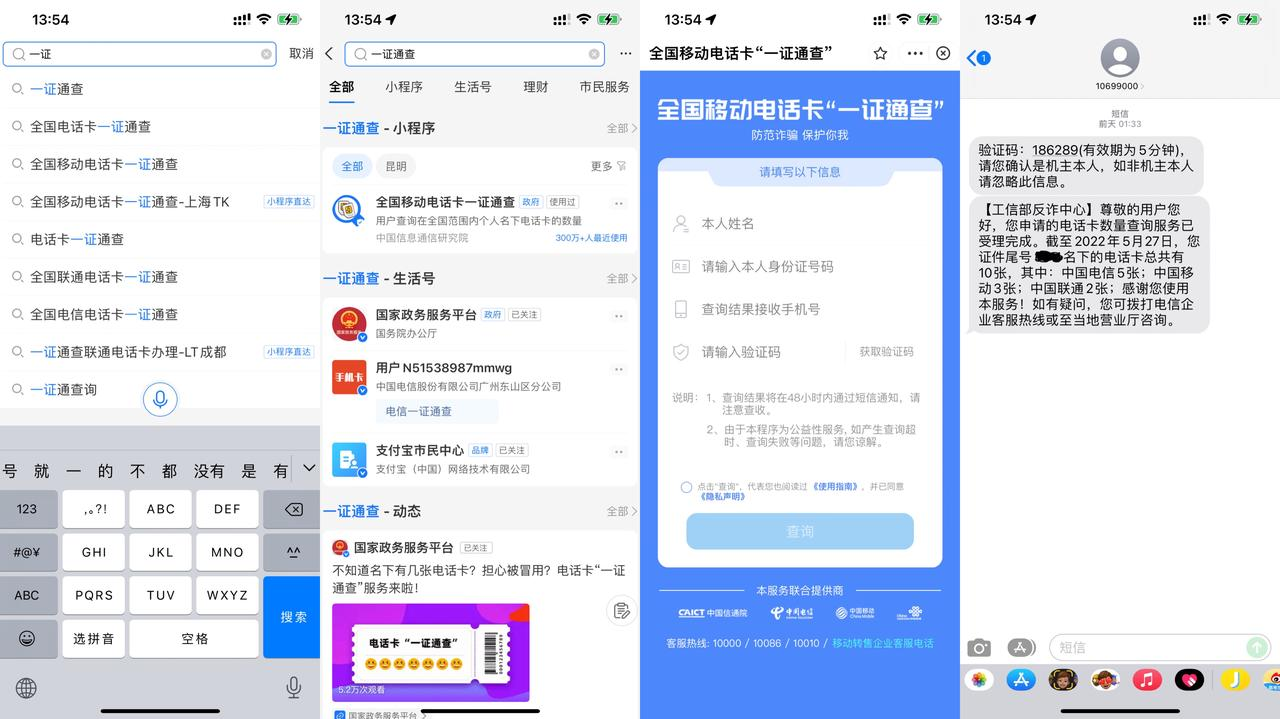 13:54
一证
取消
一证通查
全国电话卡一证通查
全国移动电话卡一证通查
全国移动电话卡一证通查-上海TK
小程序直达
电话卡一证通查
全国联通电话卡一证通查
全国电信电话卡一证通查
一证通查联通电话卡办理-LT成都
小程序直达
一证通查询
号 就 一 的 不 都 没有 是 有
123
,。?!
ABC
DEF
#@¥
GHI
JKL
MNO
^^
ABC
PQRS
TUV
WXYZ
搜索
选拼音
空格
13:54
一证通查
全部
小程序
生活号
理财
市民服务
一证通查 - 小程序
全部
全部
昆明
更多
全国移动电话卡一证通查
政府
使用过
用户查询在全国范围内个人名下电话卡的数量
中国信息通信研究院
300万+人最近使用
一证通查 - 生活号
全部
国家政务服务平台
政府
已关注
国务院办公厅
手机卡
用户N51538987mmwg
中国电信股份有限公司广州东山区分公司
电信一证通查
支付宝市民中心
品牌
已关注
支付宝（中国）网络技术有限公司
一证通查 - 动态
全部
国家政务服务平台
已关注
不知道名下有几张电话卡？担心被冒用？电话卡“一证
通查”服务来啦！
电话卡 “一证通查”
5.2万次观看
国家政务服务平台
13:54
全国移动电话卡“一证通查”
全国移动电话卡“一证通查”
防范诈骗 保护你我
请填写以下信息
本人姓名
请输入本人身份证号码
查询结果接收手机号
请输入验证码
获取验证码
说明：1、查询结果将在48小时内通过短信通知，请
注意查收。
2、由于本程序为公益性服务，如产生查询超
时、查询失败等问题，请您谅解。
点击“查询”，代表您也阅读过《使用指南》，并已同意
《隐私声明》
查询
本服务联合提供商
CAICT 中国信通院
中国电信
中国移动
China Mobile
客服热线: 10000 / 10086 / 10010 / 移动转售企业客服电话
13:54
1
10699000
短信
前天 01:33
验证码：186289(有效期为5分钟)，
请您确认是机主本人，如非机主本人
请忽略此信息。
【工信部反诈中心】尊敬的用户您
好，您申请的电话卡数量查询服务已
受理完成。截至2022年5月27日，您
证件尾号 名下的电话卡总共有
10张，其中：中国电信5张；中国移
动3张；中国联通2张；感谢您使用
本服务！如有疑问，您可拨打电信企
业客服热线或至当地营业厅咨询。
短信